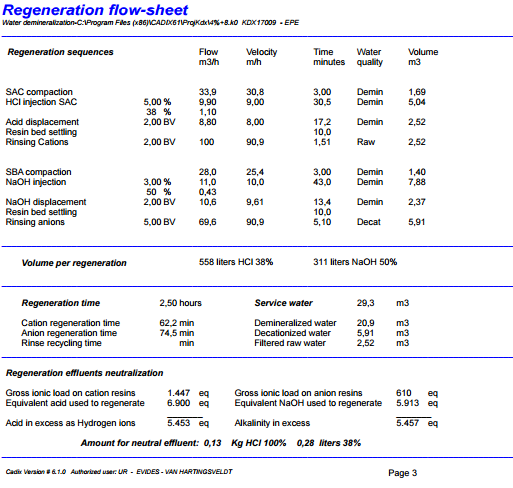 Regeneration flow-sheet
Water demineralization-C:\Program Files (x86)\CADIX61\ProjKdx\4%+8.k0 KDX17009 - EPE
Regeneration sequences Flow Velocity Time Water Volume
m3/h m/h minutes quality m3
SAC compaction 33,9 30,8 3,00 Demin 1,69
HCl injection SAC 5,00 % 9,90 9,00 30,5 Demin 5,04
38 % 1,10
Acid displacement 2,00 BV 8,80 8,00 17,2 Demin 2,52
Resin bed settling 10,0
Rinsing Cations 2,00 BV 100 90,9 1,51 Raw 2,52
SBA compaction 28,0 25,4 3,00 Demin 1,40
NaOH injection 3,00 % 11,0 10,0 43,0 Demin 7,88
50 % 0,43
NaOH displacement 2,00 BV 10,6 9,61 13,4 Demin 2,37
Resin bed settling 10,0
Rinsing anions 5,00 BV 69,6 90,9 5,10 Decat 5,91
Volume per regeneration 558 liters HCl 38% 311 liters NaOH 50%
Regeneration time 2,50 hours Service water 29,3 m3
Cation regeneration time 62,2 min Demineralized water 20,9 m3
Anion regeneration time 74,5 min Decationized water 5,91 m3
Rinse recycling time min Filtered raw water 2,52 m3
Regeneration effluents neutralization
Gross ionic load on cation resins 1.447 eq Gross ionic load on anion resins 610 eq
Equivalent acid used to regenerate 6.900 eq Equivalent NaOH used to regenerate 5.913 eq
Acid in excess as Hydrogen ions 5.453 eq Alkalinity in excess 5.457 eq
Amount for neutral effluent: 0,13 Kg HCl 100% 0,28 liters 38%
Cadix Version # 6.1.0 Authorized user: UR - EVIDES - VAN HARTINGSVELDT Page 3